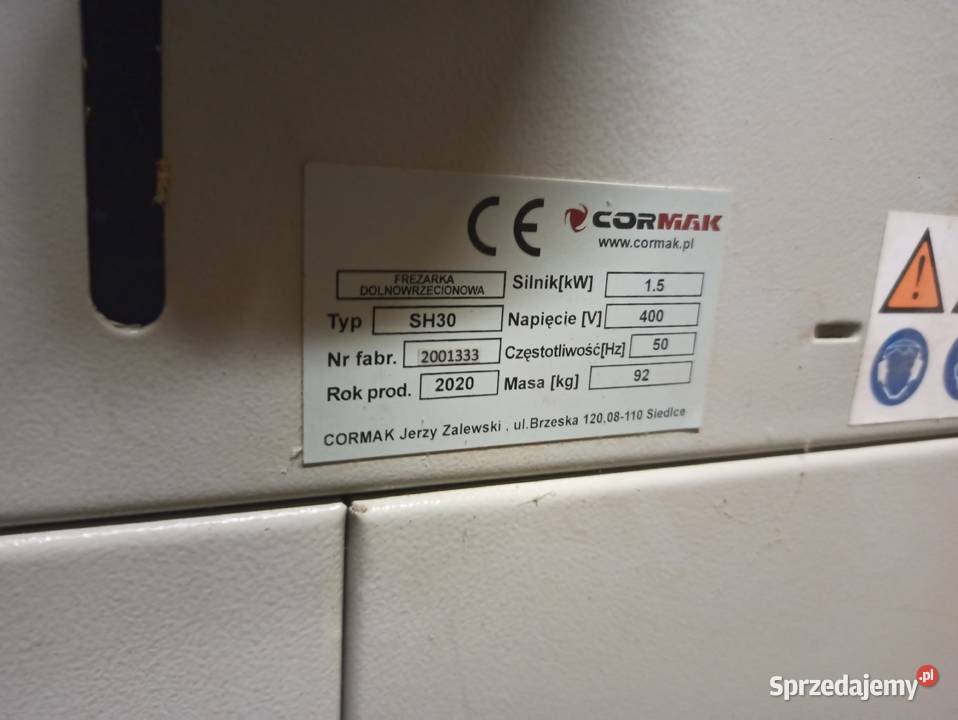 CE CORMAK
www.cormak.pl
FREZARKA
DOLNOWRZECIONOWA
Silnik[kW] 1.5
Typ SH30 Napięcie [V] 400
Nr fabr. 2001333 Częstotliwość[Hz] 50
Rok prod. 2020 Masa [kg] 92
CORMAK Jerzy Zalewski , ul.Brzeska 120,08-110 Siedlce
Sprzedajemy.pl